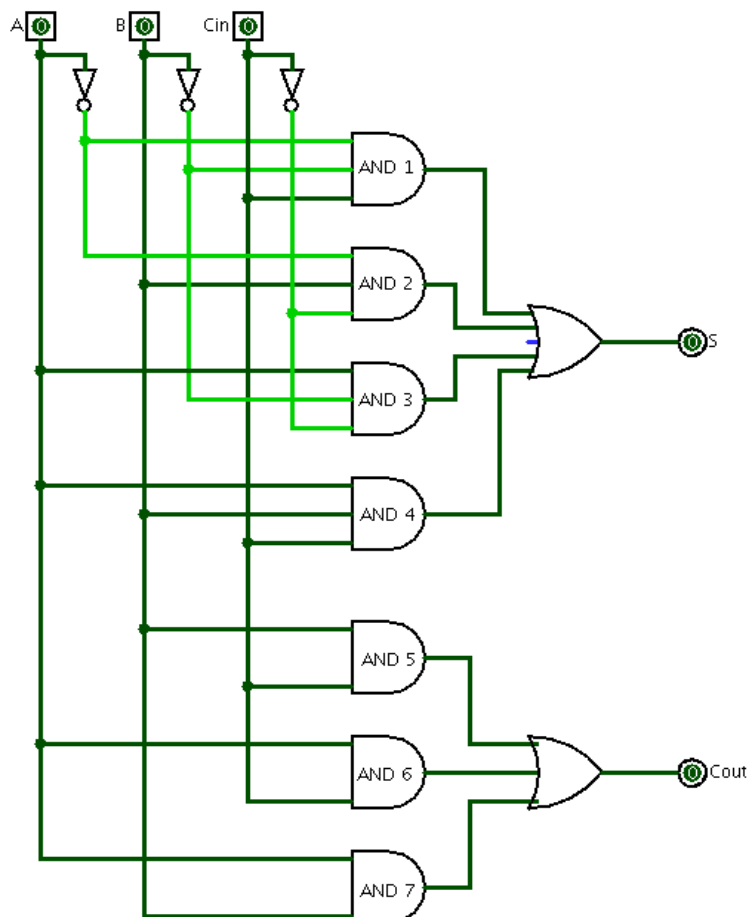 A 0 B 0 Cin 0
AND 1
AND 2
0 S
AND 3
AND 4
AND 5
AND 6
0 Cout
AND 7